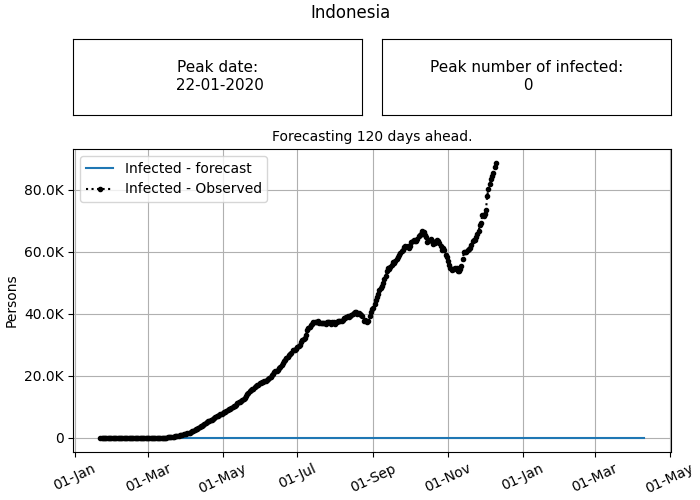 Indonesia
Peak date:
22-01-2020
Peak number of infected:
0
Forecasting 120 days ahead.
Infected - forecast
Infected - Observed
80.0K
60.0K
40.0K
20.0K
0
Persons
01-Jan
01-Mar
01-May
01-Jul
01-Sep
01-Nov
01-Jan
01-Mar
01-May